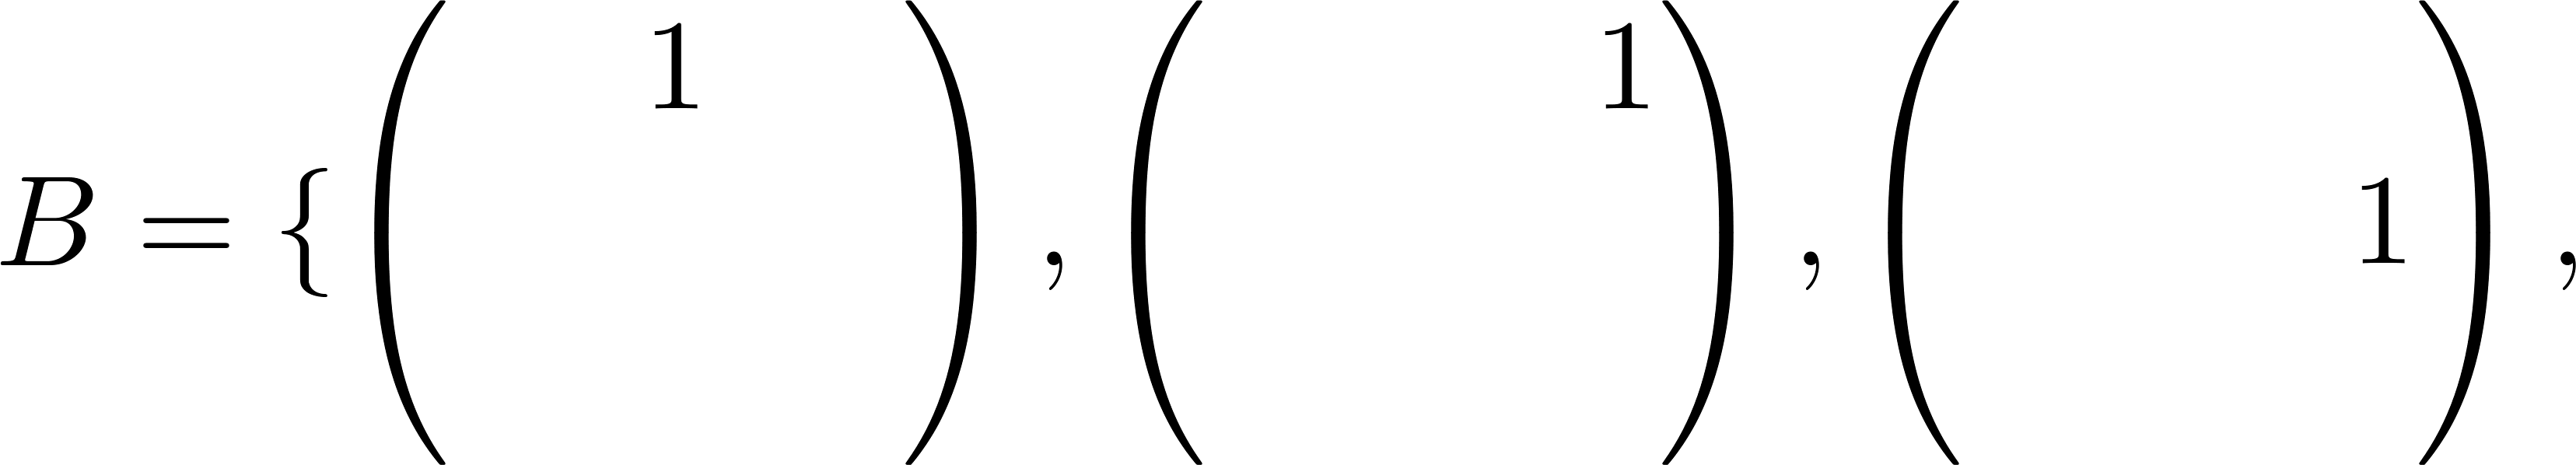 B = { ( 1 ) , ( 1 ) , ( 1 ) ,